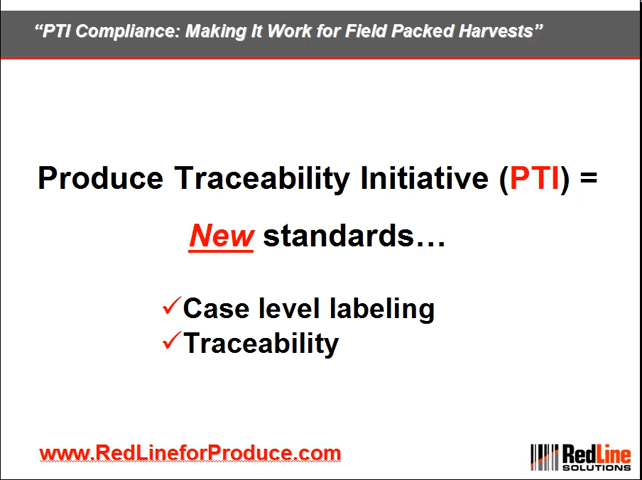 “PTI Compliance: Making It Work for Field Packed Harvests”
Produce Traceability Initiative (PTI) =
New standards…
✓Case level labeling
✓Traceability
www.RedLineforProduce.com
RedLine
SOLUTIONS